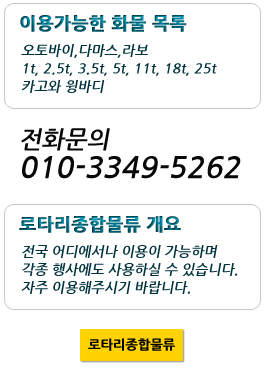 이용가능한 화물 목록
오토바이,다마스,라보
1t, 2.5t, 3.5t, 5t, 11t, 18t, 25t
카고와 윙바디
전화문의
010-3349-5262
로타리종합물류 개요
전국 어디에서나 이용이 가능하며
각종 행사에도 사용하실 수 있습니다.
자주 이용해주시기 바랍니다.
로타리종합물류